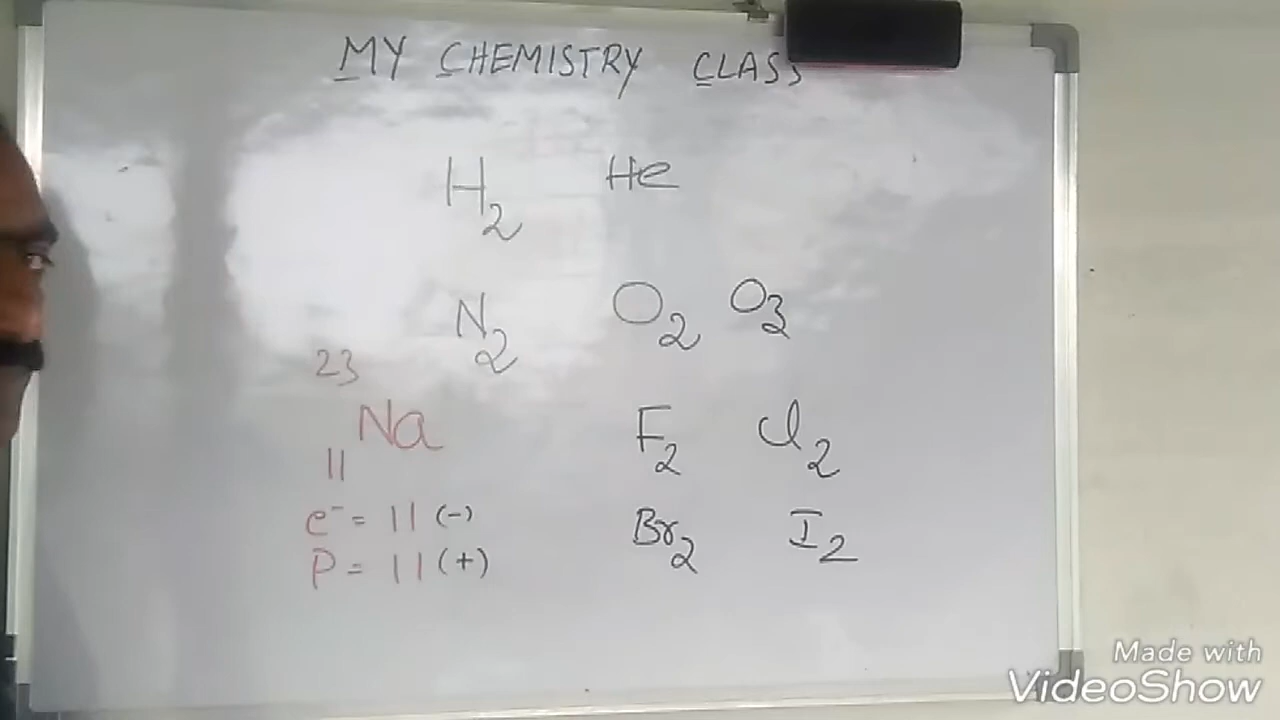 MY CHEMISTRY CLASS
H₂ He
N₂ O₂ O₃
23
Na F₂ Cl₂
11
e⁻ = 11 (-)
Br₂ I₂
P = 11 (+)
Made with
VideoShow